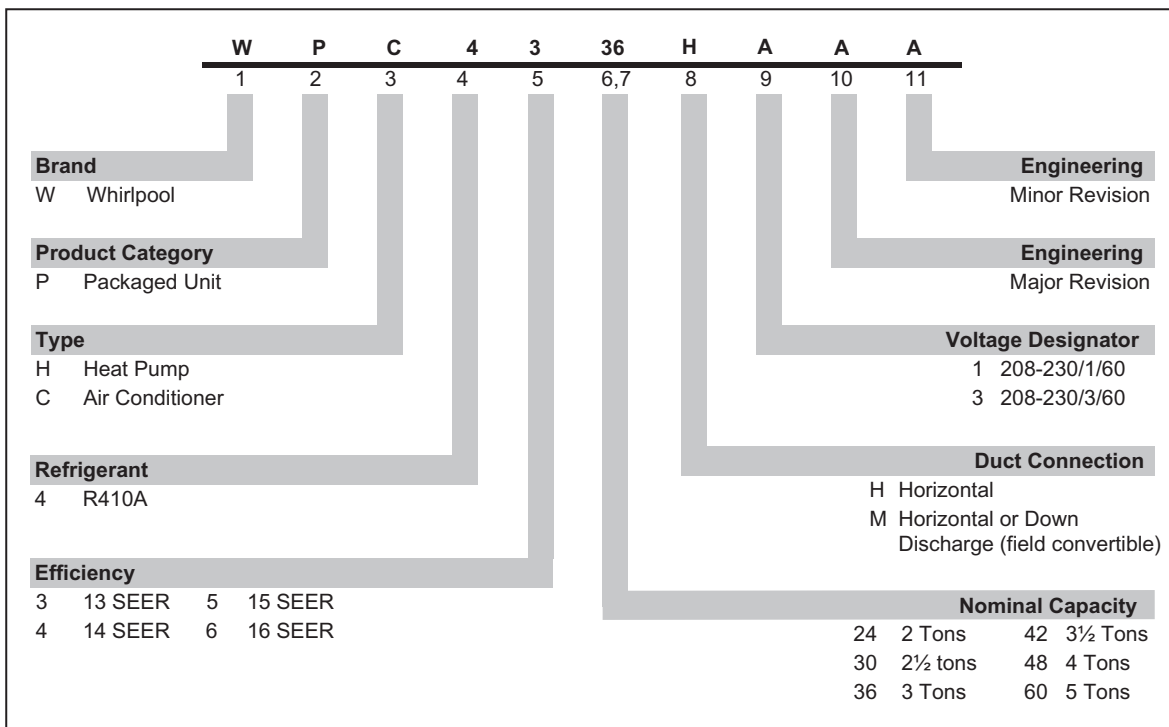 W P C 4 3 36 H A A A
1 2 3 4 5 6,7 8 9 10 11
Brand
W Whirlpool
Product Category
P Packaged Unit
Type
H Heat Pump
C Air Conditioner
Refrigerant
4 R410A
Efficiency
3 13 SEER 5 15 SEER
4 14 SEER 6 16 SEER
Engineering
Minor Revision
Engineering
Major Revision
Voltage Designator
1 208-230/1/60
3 208-230/3/60
Duct Connection
H Horizontal
M Horizontal or Down
Discharge (field convertible)
Nominal Capacity
24 2 Tons 42 3½ Tons
30 2½ tons 48 4 Tons
36 3 Tons 60 5 Tons